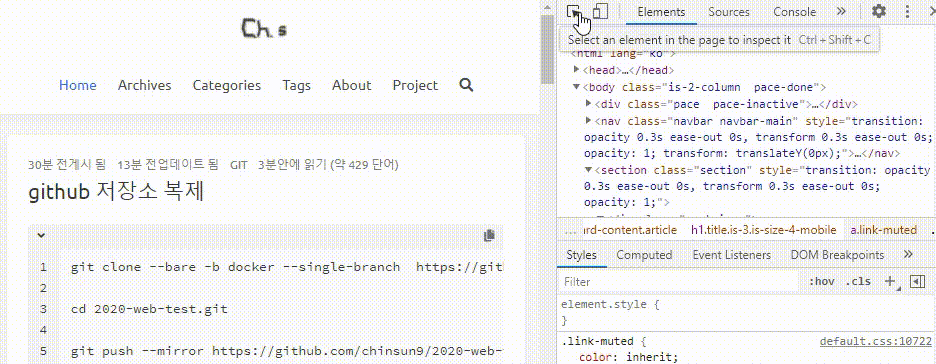 Ch. s
Home Archives Categories Tags About Project
30분 전게시 됨 13분 전업데이트 됨 GIT 3분안에 읽기 (약 429 단어)
github 저장소 복제
1 git clone --bare -b docker --single-branch https://gitl
2
3 cd 2020-web-test.git
4
5 git push --mirror https://github.com/chinsun9/2020-web-
Elements Sources Console »
Select an element in the page to inspect it Ctrl + Shift + C
<html lang="ko">
<head>…</head>
<body class="is-2-column pace-done">
<div class="pace pace-inactive">…</div>
<nav class="navbar navbar-main" style="transition:
opacity 0.3s ease-out 0s, transform 0.3s ease-out 0s;
opacity: 1; transform: translateY(0px);">…</nav>
<section class="section" style="transition: opacity
0.3s ease-out 0s, transform 0.3s ease-out 0s;
opacity: 1;">
... ard-content.article h1.title.is-3.is-size-4-mobile a.link-muted .
Styles Computed Event Listeners DOM Breakpoints »
Filter :hov .cls +
element.style {
}
.link-muted { default.css:10722
color: inherit;